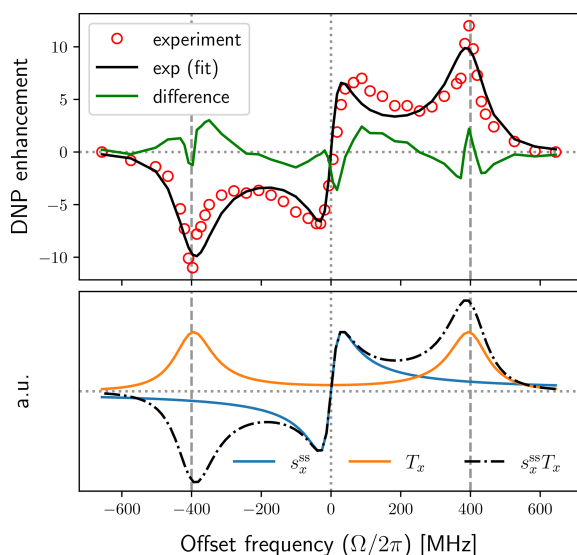 experiment
exp (fit)
difference
DNP enhancement
10
5
0
−5
−10
a.u.
s_x^ss
T_x
s_x^ss T_x
−600 −400 −200 0 200 400 600
Offset frequency (Ω/2π) [MHz]